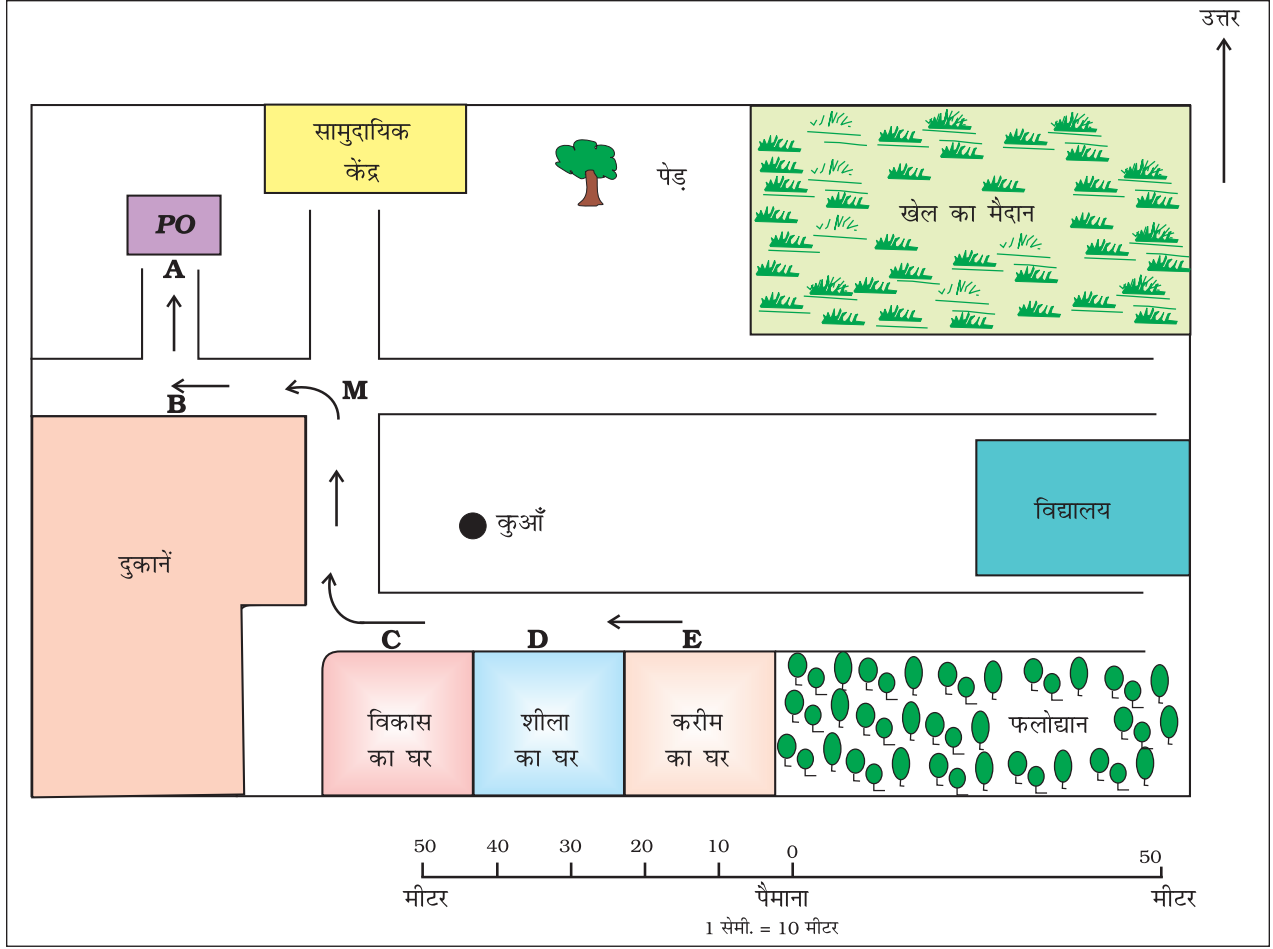 उत्तर
सामुदायिक
केंद्र
पेड़
खेल का मैदान
PO
A
M
B
विद्यालय
कुआँ
दुकानें
C
D
E
विकास
का घर
शीला
का घर
करीम
का घर
फलोद्यान
50 40 30 20 10 0 50
मीटर पैमाना मीटर
1 सेमी. = 10 मीटर